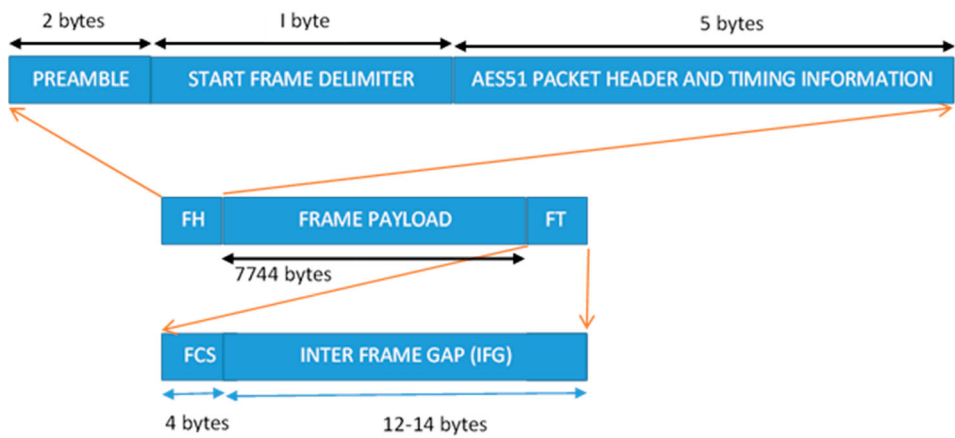 2 bytes I byte 5 bytes
PREAMBLE START FRAME DELIMITER AES51 PACKET HEADER AND TIMING INFORMATION
FH FRAME PAYLOAD FT
7744 bytes
FCS INTER FRAME GAP (IFG)
4 bytes 12-14 bytes